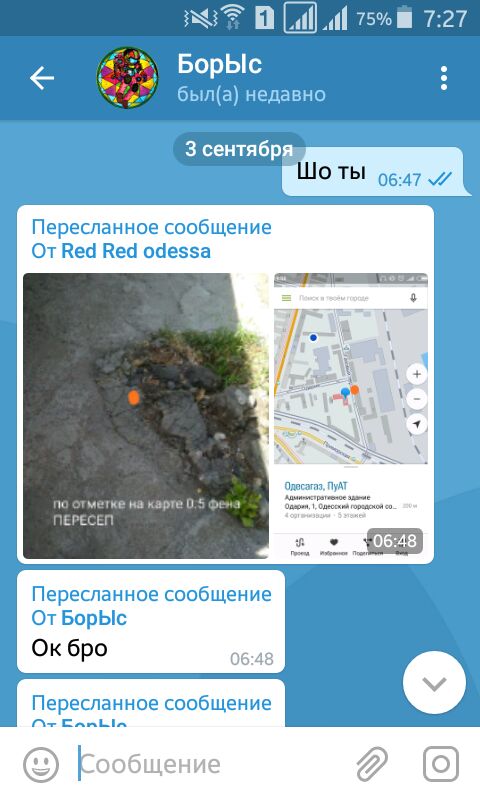 75% 7:27
БорЫс
был(а) недавно
3 сентября
Шо ты 06:47
Пересланное сообщение
От Red Red odessa
по отметке на карте 0.5 фена
ПЕРЕСЕП
Поиск в твоём городе
Одесагаз, ПуАТ
Административное здание
Одария, 1, Одесский городской со...
4 организации · 5 этажей
Проезд Избранное Поделиться Вход
06:48
Пересланное сообщение
От БорЫс
Ок бро
06:48
Пересланное сообщение
От БорЫс
Сообщение